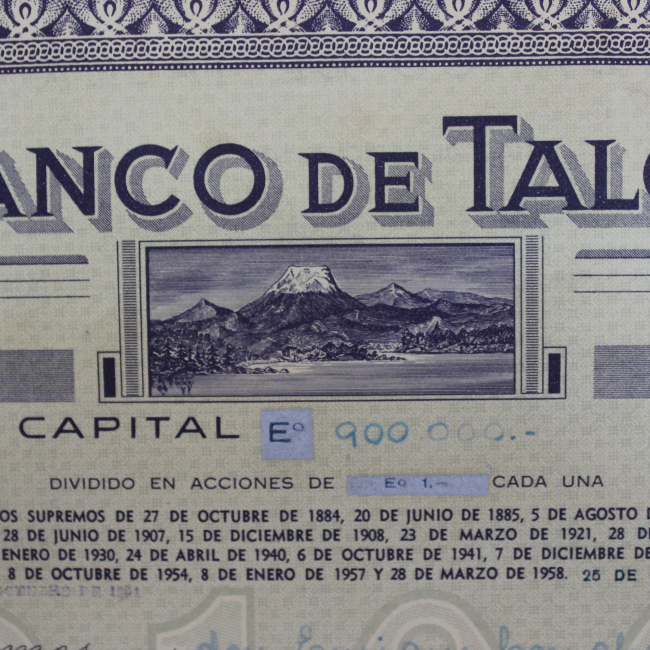 ANCO DE TALC
CAPITAL Eº 900 000.-
DIVIDIDO EN ACCIONES DE Eº 1.- CADA UNA
OS SUPREMOS DE 27 DE OCTUBRE DE 1884, 20 DE JUNIO DE 1885, 5 DE AGOSTO D
28 DE JUNIO DE 1907, 15 DE DICIEMBRE DE 1908, 23 DE MARZO DE 1921, 28 DE
ENERO DE 1930, 24 DE ABRIL DE 1940, 6 DE OCTUBRE DE 1941, 7 DE DICIEMBRE DE
8 DE OCTUBRE DE 1954, 8 DE ENERO DE 1957 Y 28 DE MARZO DE 1958. 25 DE